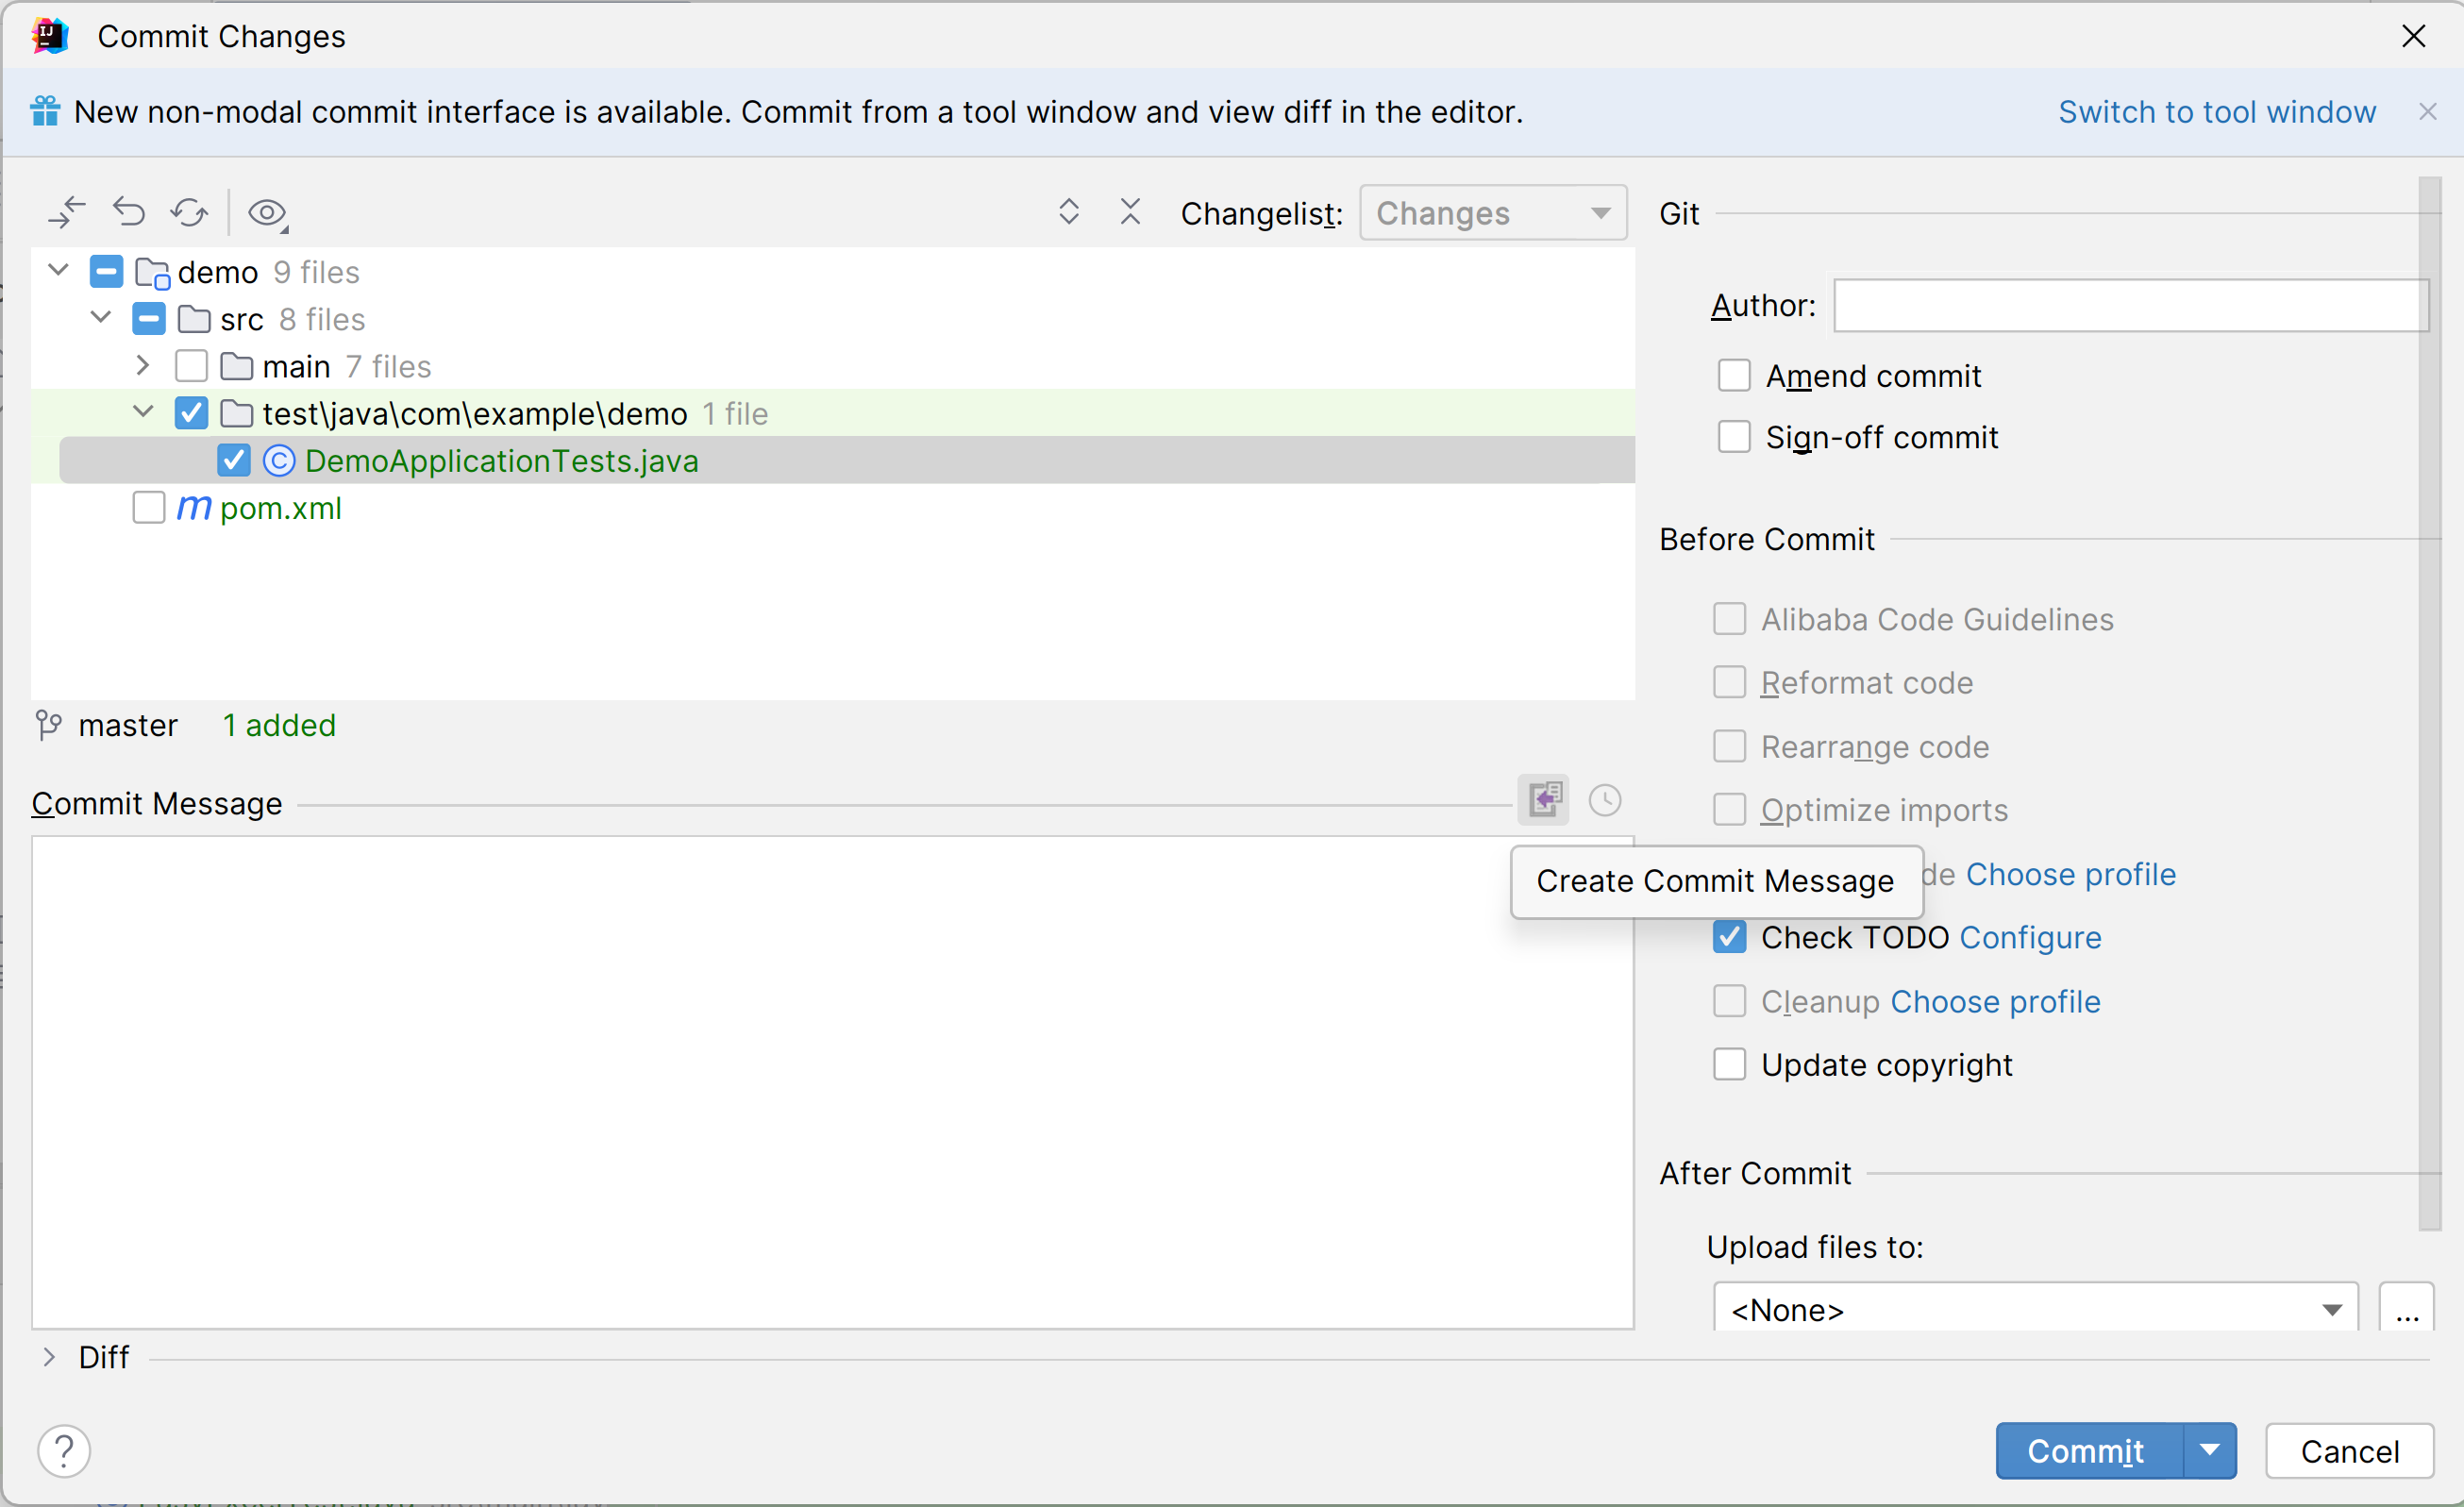 Commit Changes
New non-modal commit interface is available. Commit from a tool window and view diff in the editor.
Switch to tool window
Changelist: Changes
demo 9 files
src 8 files
main 7 files
test\java\com\example\demo 1 file
DemoApplicationTests.java
m pom.xml
master 1 added
Commit Message
Create Commit Message
Diff
Git
Author:
Amend commit
Sign-off commit
Before Commit
Alibaba Code Guidelines
Reformat code
Rearrange code
Optimize imports
Choose profile
Check TODO Configure
Cleanup Choose profile
Update copyright
After Commit
Upload files to:
<None>
...
?
Commit
Cancel